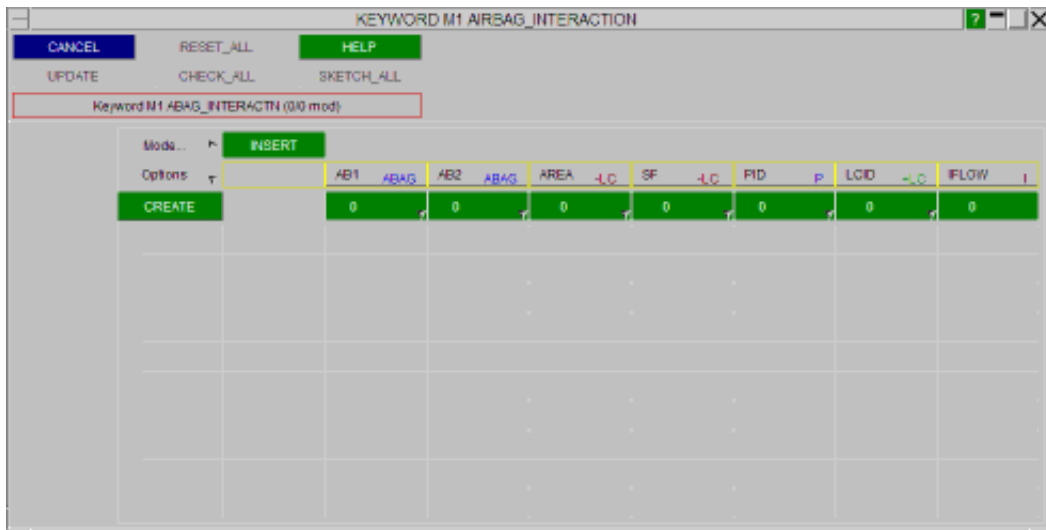 KEYWORD M1 AIRBAG_INTERACTION ?
CANCEL RESET_ALL HELP
UPDATE CHECK_ALL SKETCH_ALL
Keyword M1 ABAG_INTERACTN (0/0 mod)
Mode... INSERT
Options AB1 ABAG AB2 ABAG AREA -LC SF -LC PID P LCID +LC IFLOW I
CREATE 0 0 0 0 0 0 0